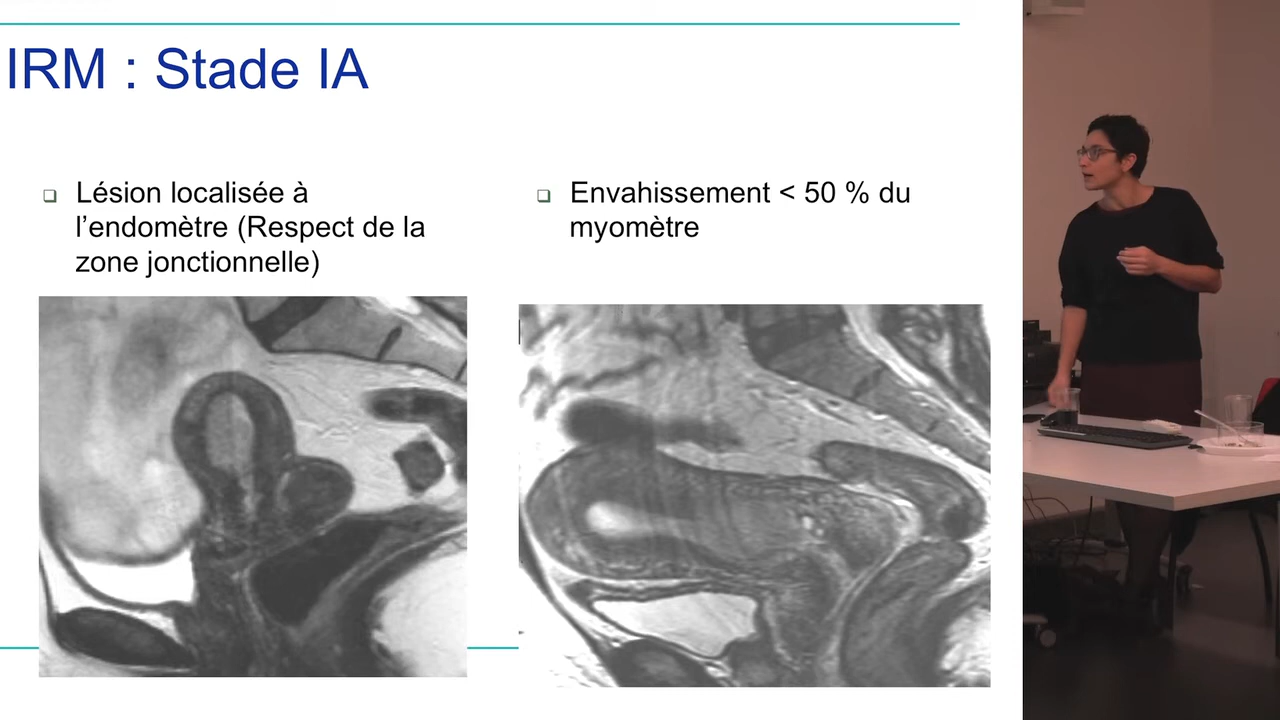 IRM : Stade IA
Lésion localisée à
l’endomètre (Respect de la
zone jonctionnelle)
Envahissement < 50 % du
myomètre